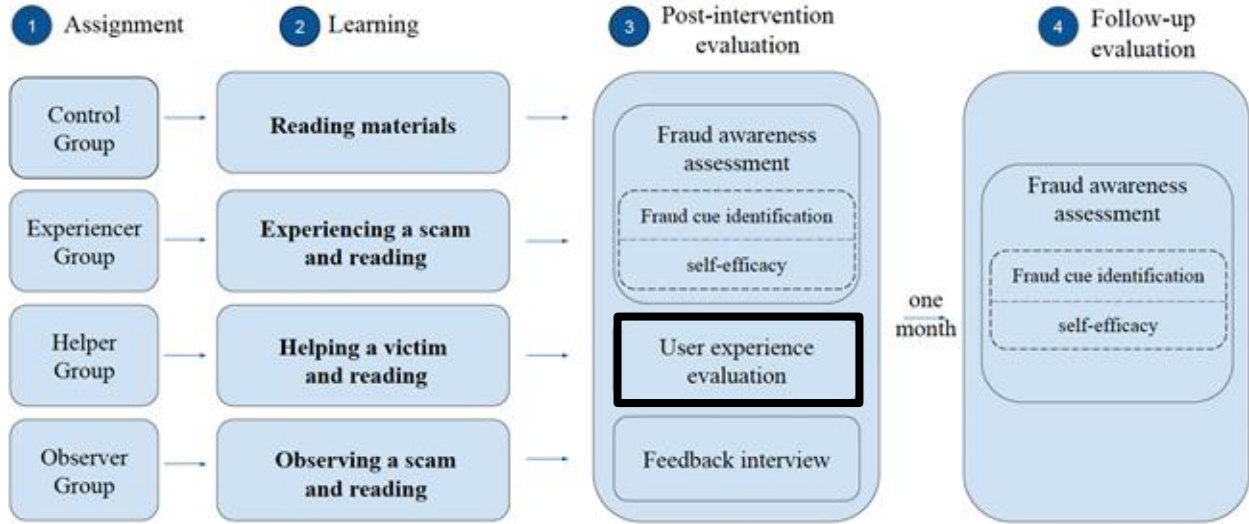 1 Assignment
2 Learning
3 Post-intervention
evaluation
4 Follow-up
evaluation
Control
Group
Reading materials
Experiencer
Group
Experiencing a scam
and reading
Helper
Group
Helping a victim
and reading
Observer
Group
Observing a scam
and reading
Fraud awareness
assessment
Fraud cue identification
self-efficacy
User experience
evaluation
Feedback interview
one
month
Fraud awareness
assessment
Fraud cue identification
self-efficacy